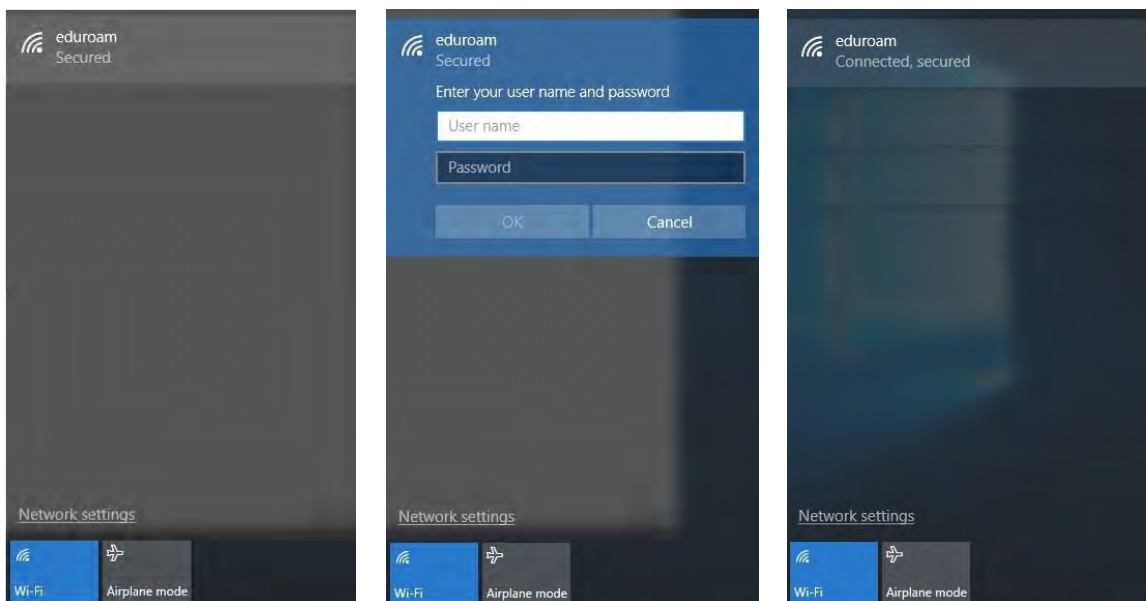 eduroam
Secured
Network settings
Wi-Fi
Airplane mode
eduroam
Secured
Enter your user name and password
User name
Password
OK
Cancel
Network settings
Wi-Fi
Airplane mode
eduroam
Connected, secured
Network settings
Wi-Fi
Airplane mode